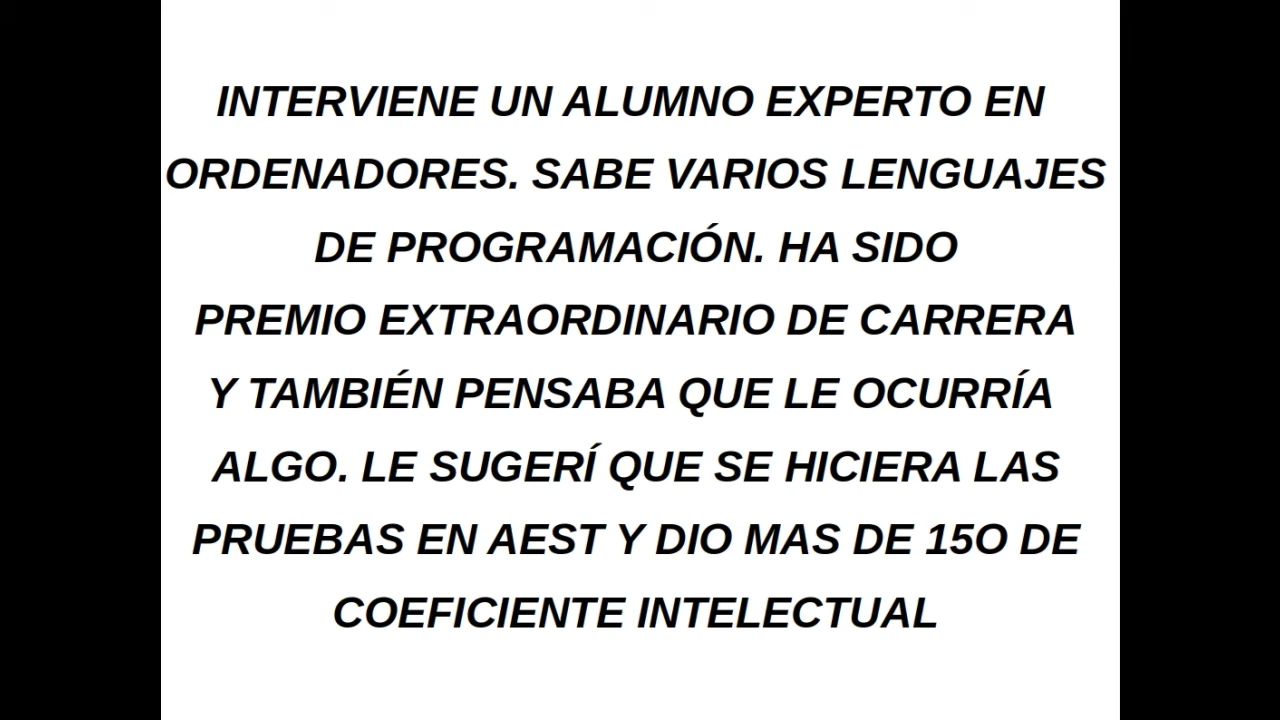 INTERVIENE UN ALUMNO EXPERTO EN
ORDENADORES. SABE VARIOS LENGUAJES
DE PROGRAMACIÓN. HA SIDO
PREMIO EXTRAORDINARIO DE CARRERA
Y TAMBIÉN PENSABA QUE LE OCURRÍA
ALGO. LE SUGERÍ QUE SE HICIERA LAS
PRUEBAS EN AEST Y DIO MAS DE 15O DE
COEFICIENTE INTELECTUAL